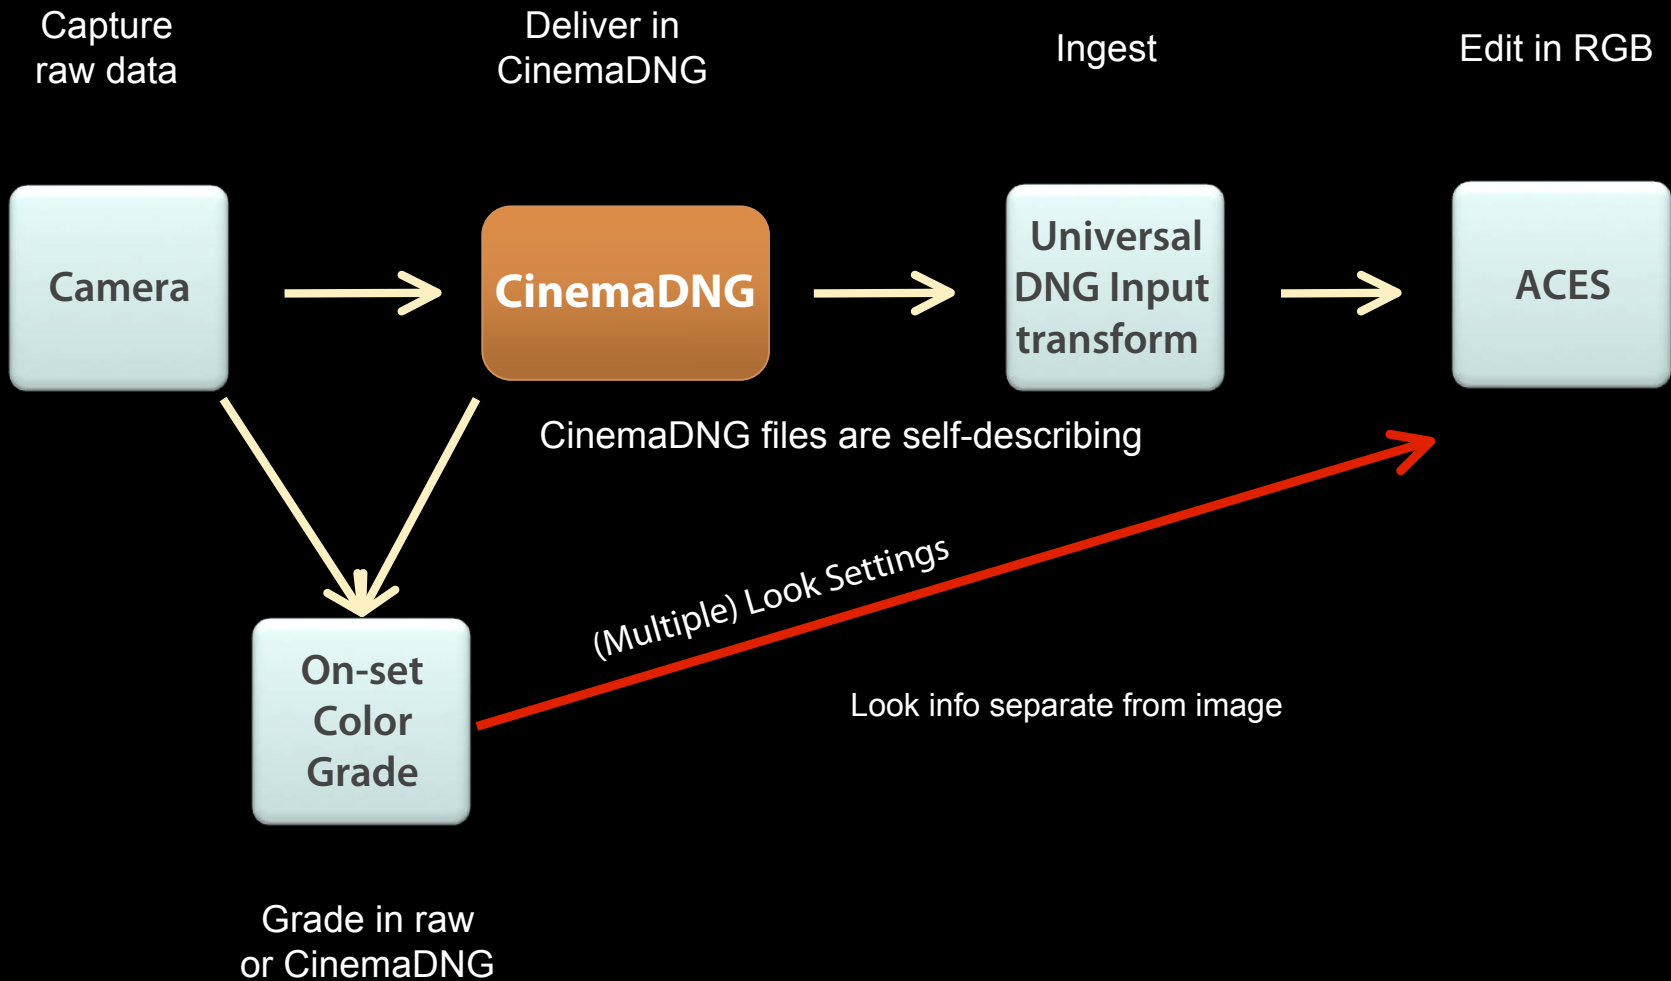 Capture
raw data
Deliver in
CinemaDNG
Ingest
Edit in RGB
Camera
CinemaDNG
Universal
DNG Input
transform
ACES
CinemaDNG files are self-describing
(Multiple) Look Settings
On-set
Color
Grade
Look info separate from image
Grade in raw
or CinemaDNG